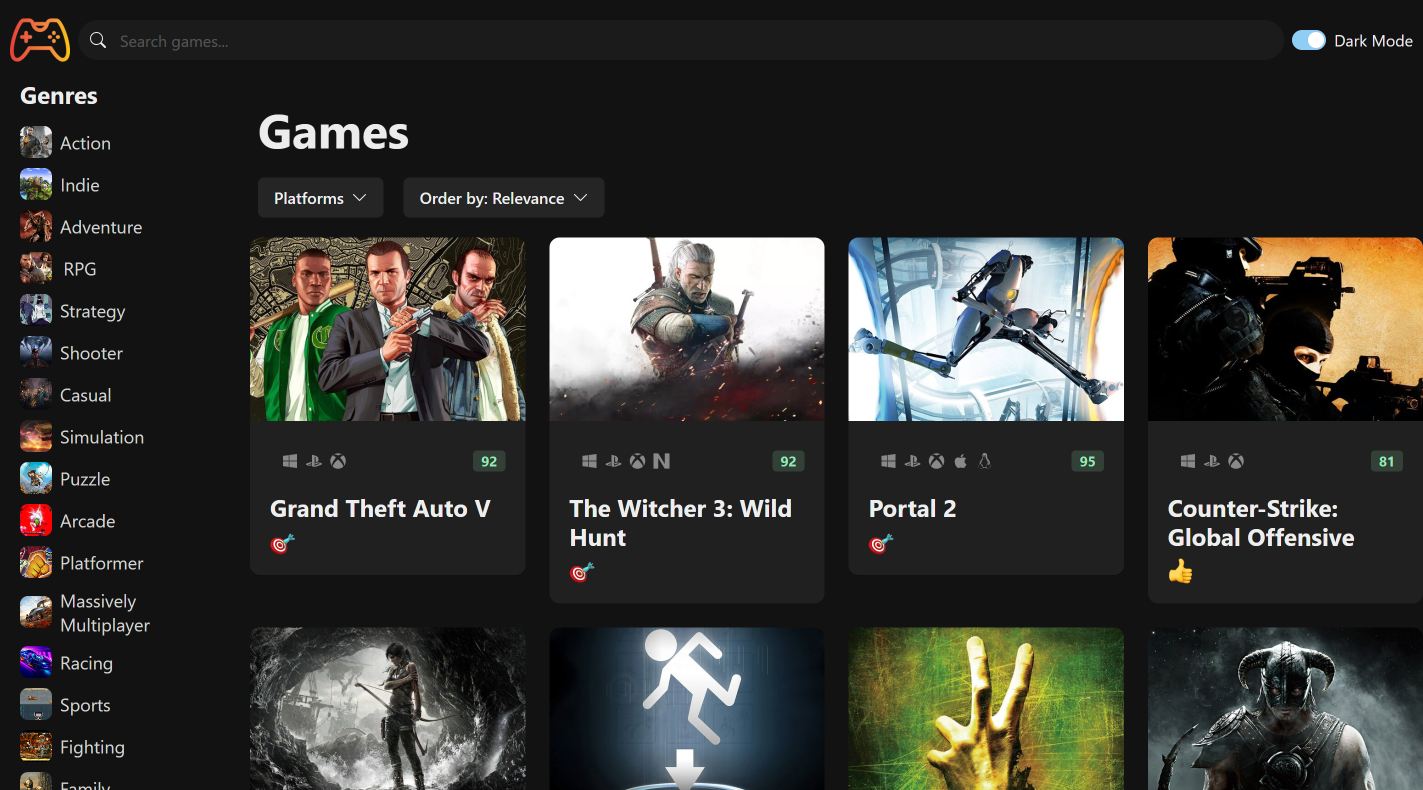 Search games...
Dark Mode
Genres
Action
Indie
Adventure
RPG
Strategy
Shooter
Casual
Simulation
Puzzle
Arcade
Platformer
Massively
Multiplayer
Racing
Sports
Fighting
Family
Games
Platforms
Order by: Relevance
92
Grand Theft Auto V
92
The Witcher 3: Wild
Hunt
95
Portal 2
81
Counter-Strike:
Global Offensive